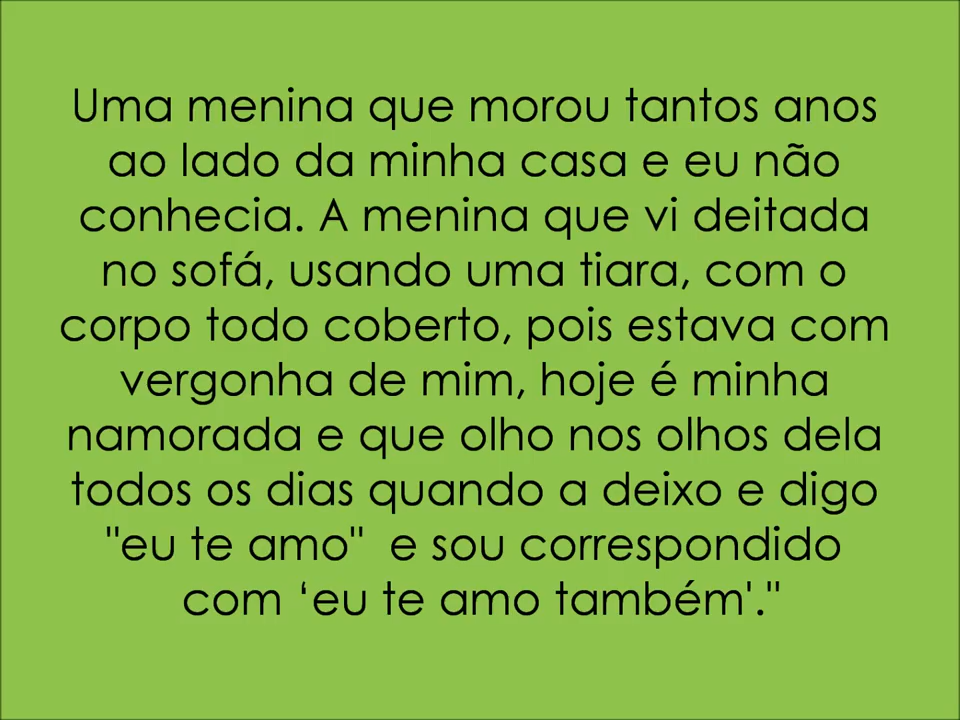 Uma menina que morou tantos anos
ao lado da minha casa e eu não
conhecia. A menina que vi deitada
no sofá, usando uma tiara, com o
corpo todo coberto, pois estava com
vergonha de mim, hoje é minha
namorada e que olho nos olhos dela
todos os dias quando a deixo e digo
"eu te amo"  e sou correspondido
com ‘eu te amo também'."